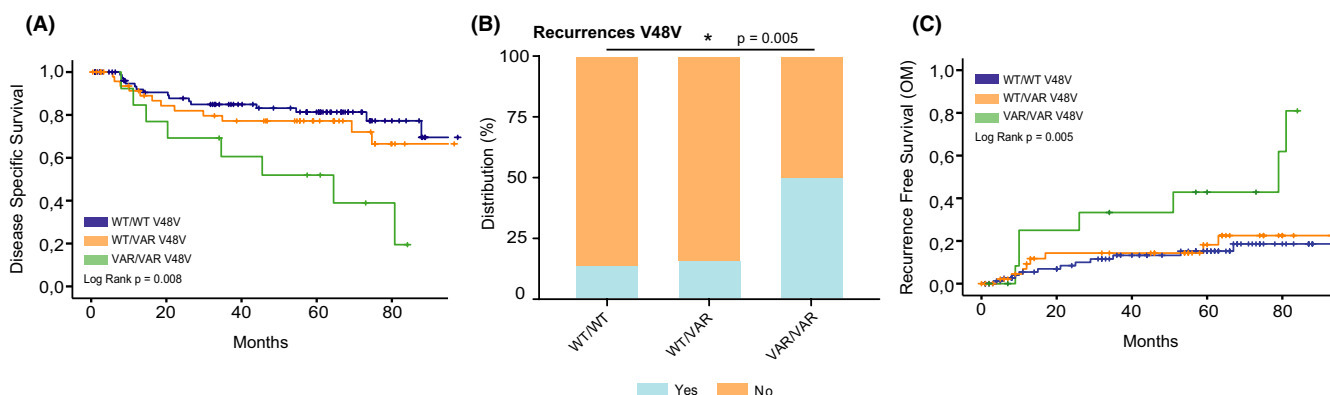 (A)
Disease Specific Survival
1,0
0,8
0,6
0,4
0,2
0,0
WT/WT V48V
WT/VAR V48V
VAR/VAR V48V
Log Rank p = 0.008
0 20 40 60 80
Months
(B)
Recurrences V48V
* p = 0.005
Distribution (%)
100
75
50
25
0
WT/WT
WT/VAR
VAR/VAR
Yes No
(C)
Recurrence Free Survival (OM)
1,0
0,8
0,6
0,4
0,2
0,0
WT/WT V48V
WT/VAR V48V
VAR/VAR V48V
Log Rank p = 0.005
0 20 40 60 80
Months